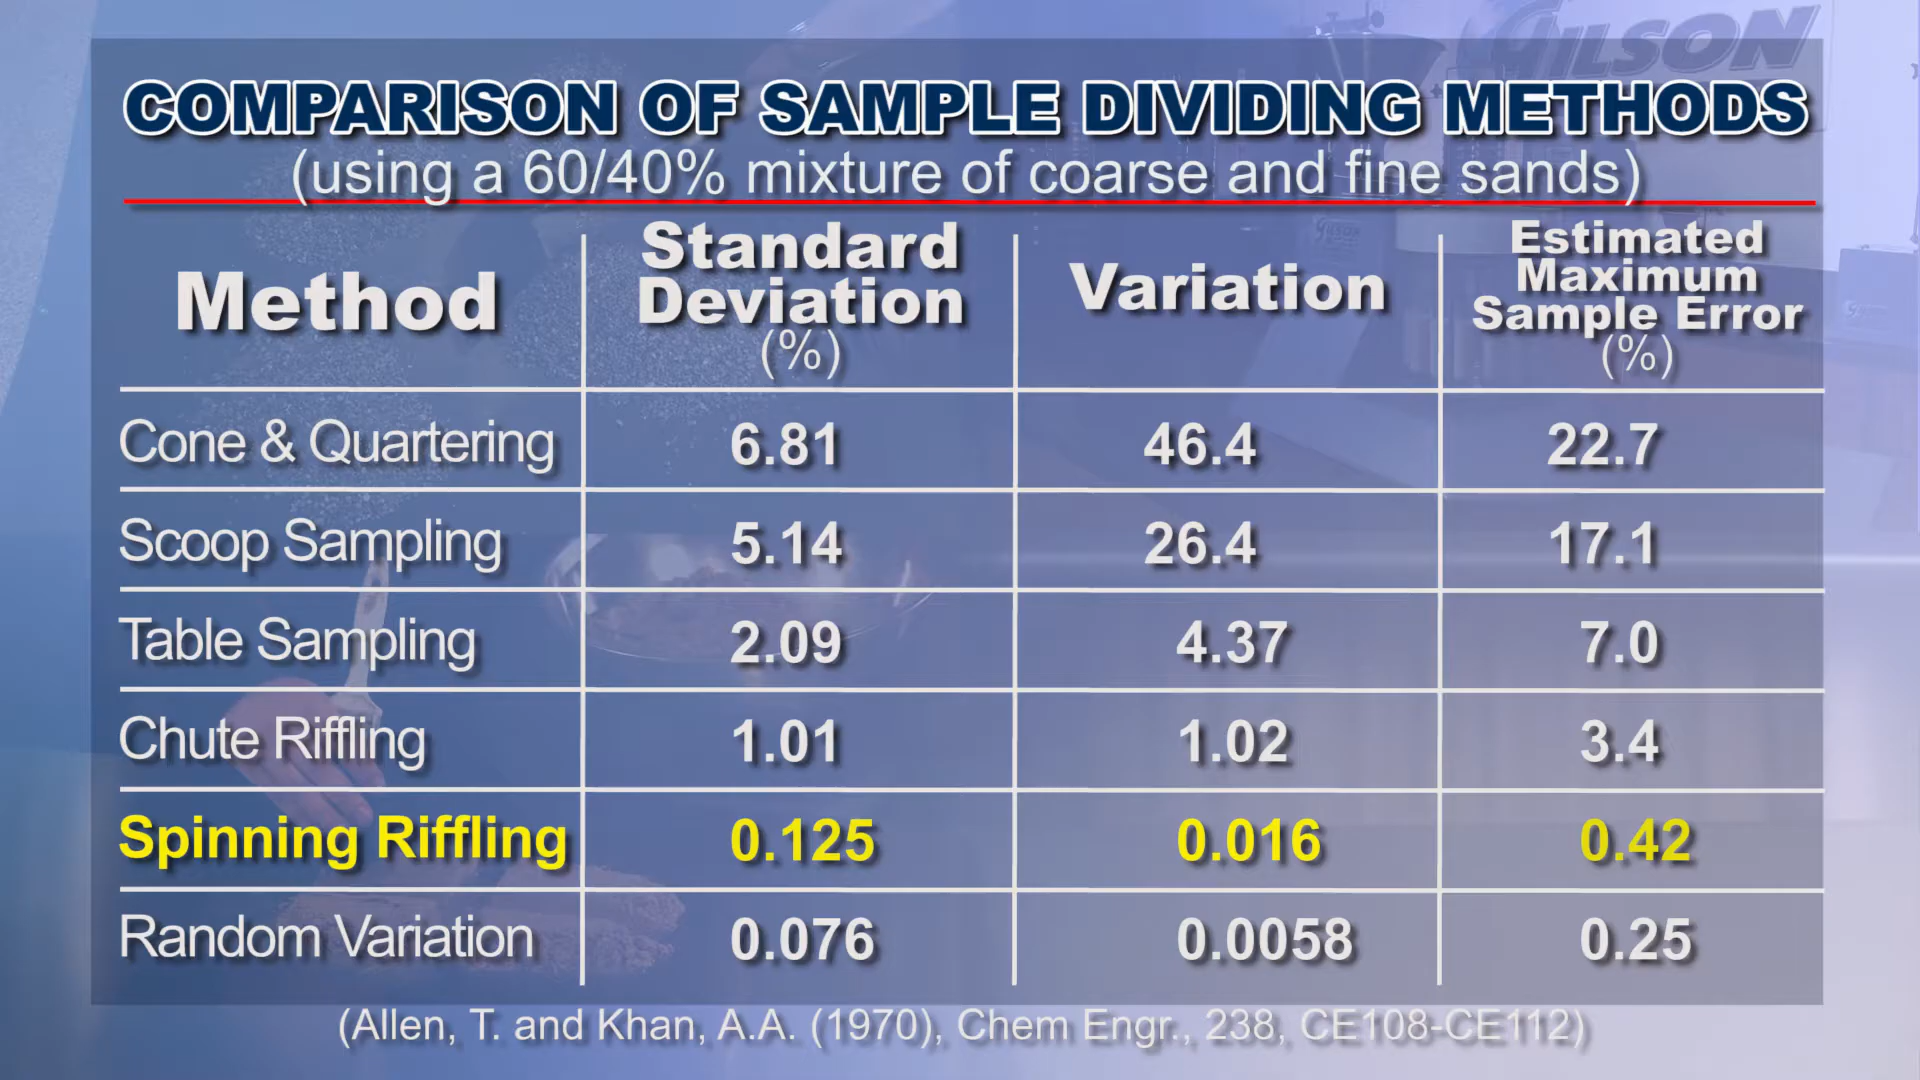 GILSON
COMPARISON OF SAMPLE DIVIDING METHODS
(using a 60/40% mixture of coarse and fine sands)
Method
Standard
Deviation
(%)
Variation
Estimated
Maximum
Sample Error
(%)
Cone & Quartering 6.81 46.4 22.7
Scoop Sampling 5.14 26.4 17.1
Table Sampling 2.09 4.37 7.0
Chute Riffling 1.01 1.02 3.4
Spinning Riffling 0.125 0.016 0.42
Random Variation 0.076 0.0058 0.25
(Allen, T. and Khan, A.A. (1970), Chem Engr., 238, CE108-CE112)